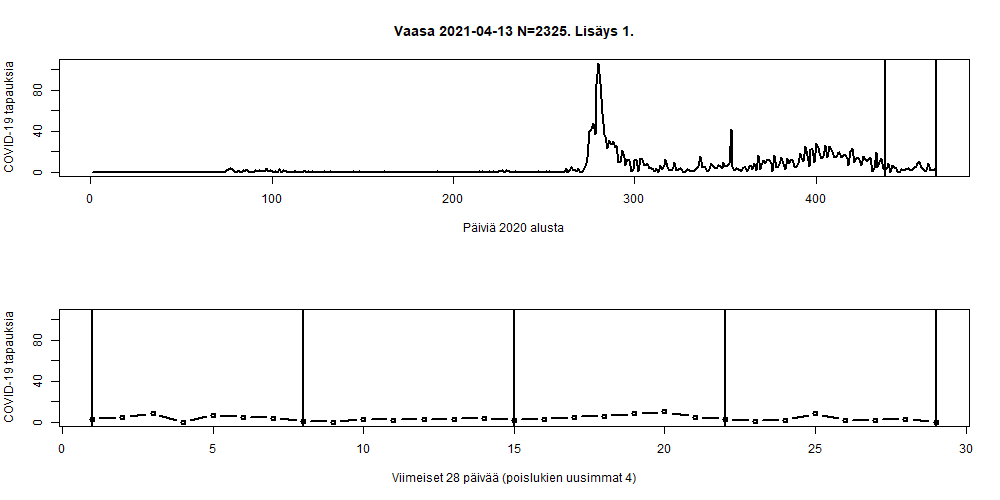 Vaasa 2021-04-13 N=2325. Lisäys 1.
COVID-19 tapauksia
0 40 80
0 100 200 300 400
Päiviä 2020 alusta
COVID-19 tapauksia
0 40 80
0 5 10 15 20 25 30
Viimeiset 28 päivää (poislukien uusimmat 4)